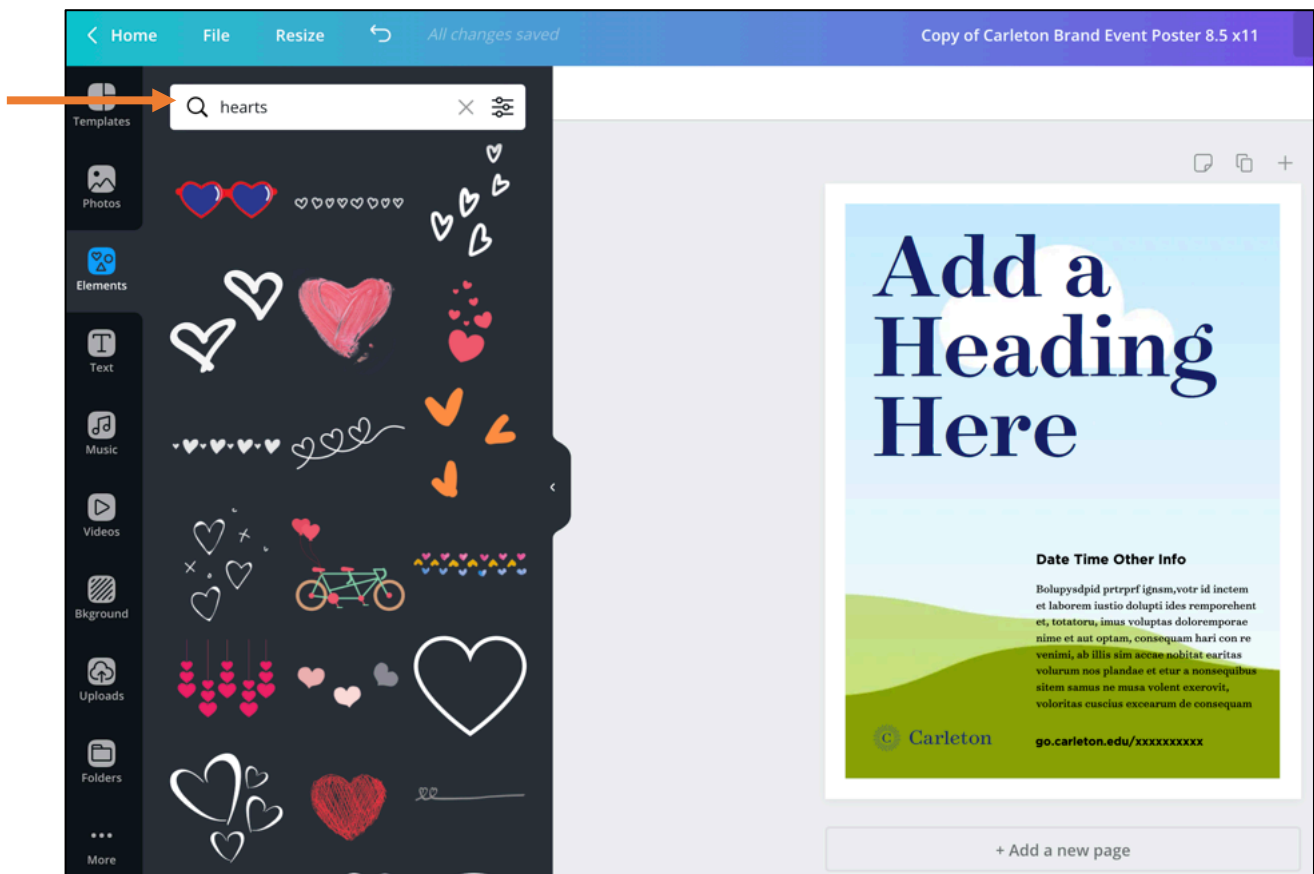 Home File Resize All changes saved Copy of Carleton Brand Event Poster 8.5 x11
hearts
Templates
Photos
Elements
Text
Music
Videos
Bkground
Uploads
Folders
More
Add a
Heading
Here
Date Time Other Info
Bolupysdpid prtrprf ignsm,votr id inctem
et laborem iustio dolupti ides remporehent
et, totatoru, imus voluptas doloremporae
nime et aut optam, consequam hari con re
venimi, ab illis sim accae nobitat earitas
volurum nos plandae et etur a nonsequibus
sitem samus ne musa volent exerovit,
voloritas cuscius excearum de consequam
C Carleton
go.carleton.edu/xxxxxxxxxx
+ Add a new page